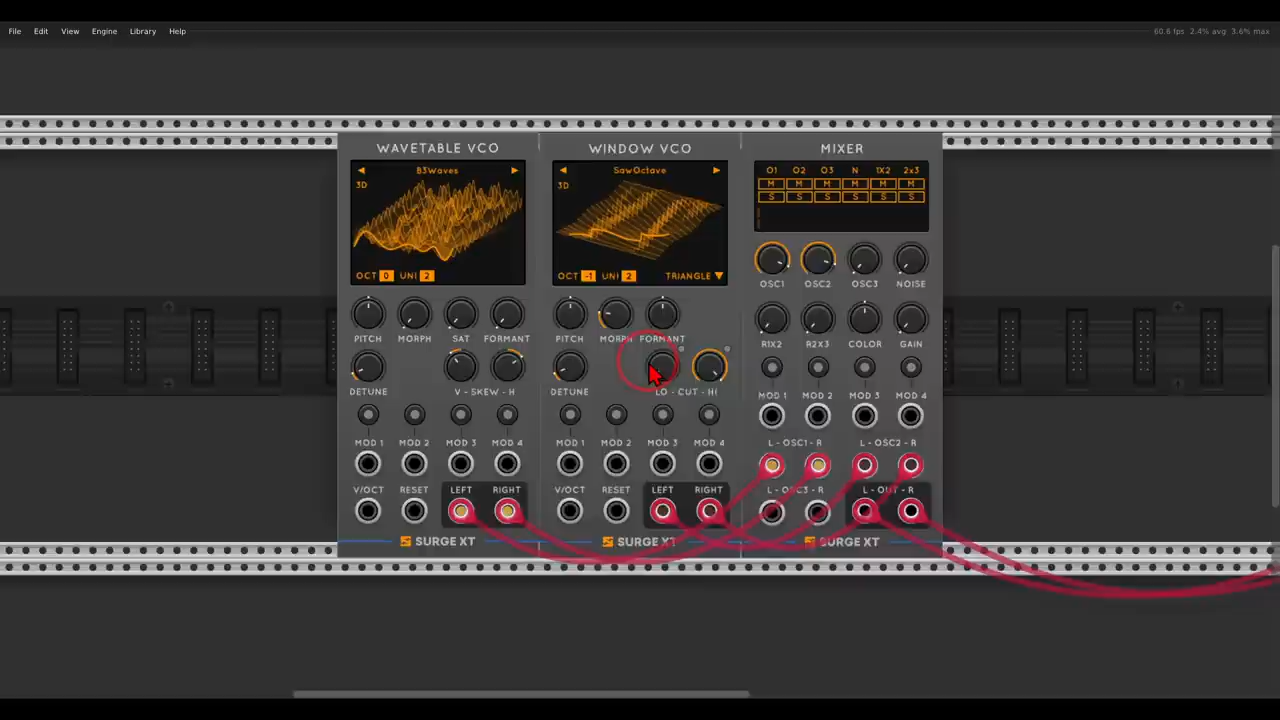 File Edit View Engine Library Help
60.6 fps 2.4% avg 3.6% max
WAVETABLE VCO
B3Waves
3D
OCT 0 UNI 2
PITCH MORPH SAT FORMANT
DETUNE V - SKEW - H
MOD 1 MOD 2 MOD 3 MOD 4
V/OCT RESET LEFT RIGHT
SURGE XT
WINDOW VCO
SawOctave
3D
OCT -1 UNI 2 TRIANGLE
PITCH MORPH FORMANT
DETUNE LO - CUT - HI
MOD 1 MOD 2 MOD 3 MOD 4
V/OCT RESET LEFT RIGHT
SURGE XT
MIXER
O1 O2 O3 N 1X2 2x3
M M M M M M
S S S S S S
OSC1 OSC2 OSC3 NOISE
R1X2 R2X3 COLOR GAIN
MOD 1 MOD 2 MOD 3 MOD 4
L - OSC1 - R L - OSC2 - R
L - OSC3 - R L - OUT - R
SURGE XT